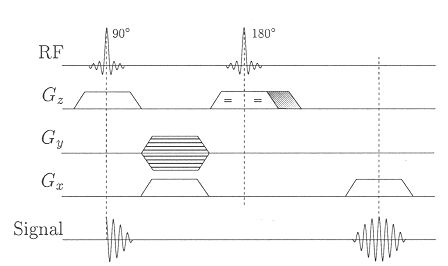 90°
180°
RF
G_z
= =
G_y
G_x
Signal